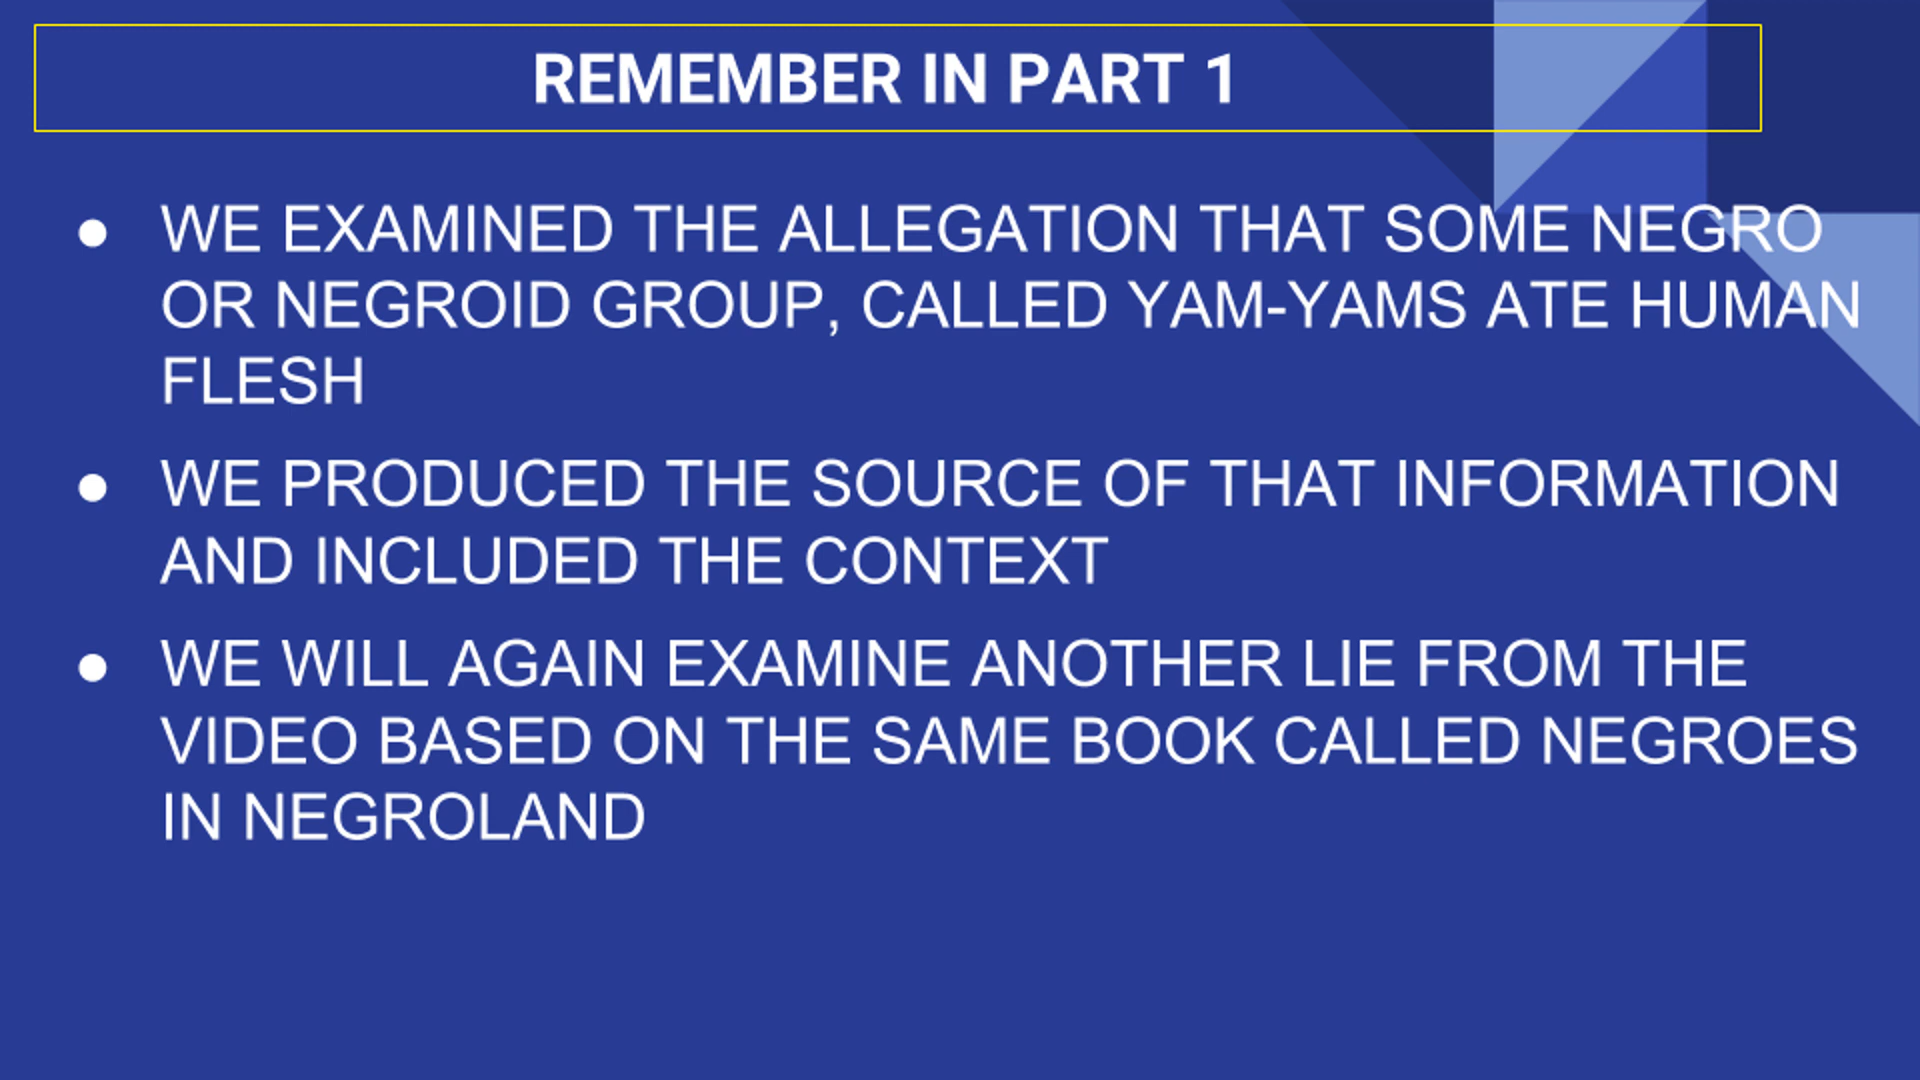 REMEMBER IN PART 1
● WE EXAMINED THE ALLEGATION THAT SOME NEGRO
OR NEGROID GROUP, CALLED YAM-YAMS ATE HUMAN
FLESH
● WE PRODUCED THE SOURCE OF THAT INFORMATION
AND INCLUDED THE CONTEXT
● WE WILL AGAIN EXAMINE ANOTHER LIE FROM THE
VIDEO BASED ON THE SAME BOOK CALLED NEGROES
IN NEGROLAND